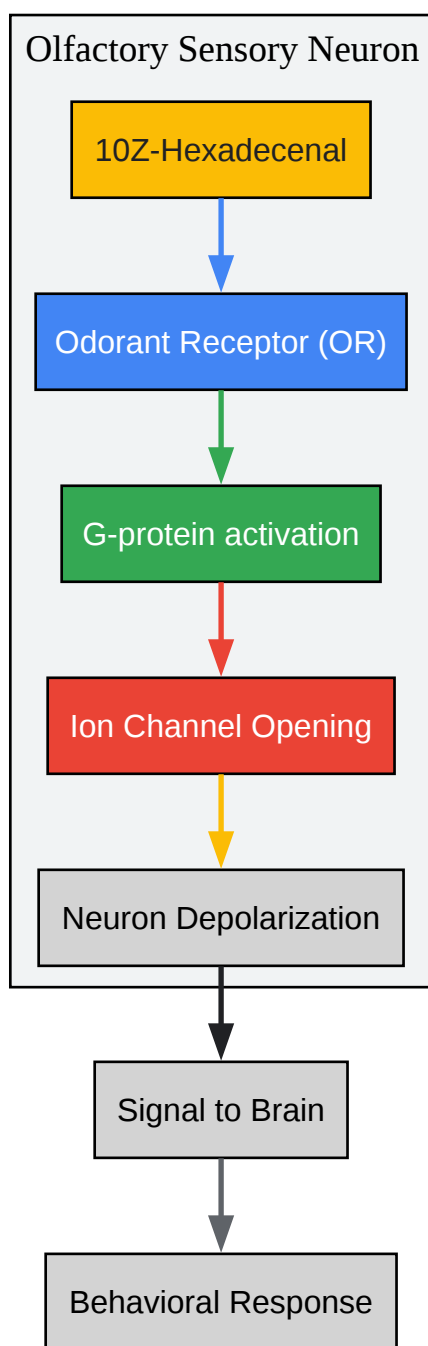 Olfactory Sensory Neuron
10Z-Hexadecenal
Odorant Receptor (OR)
G-protein activation
Ion Channel Opening
Neuron Depolarization
Signal to Brain
Behavioral Response